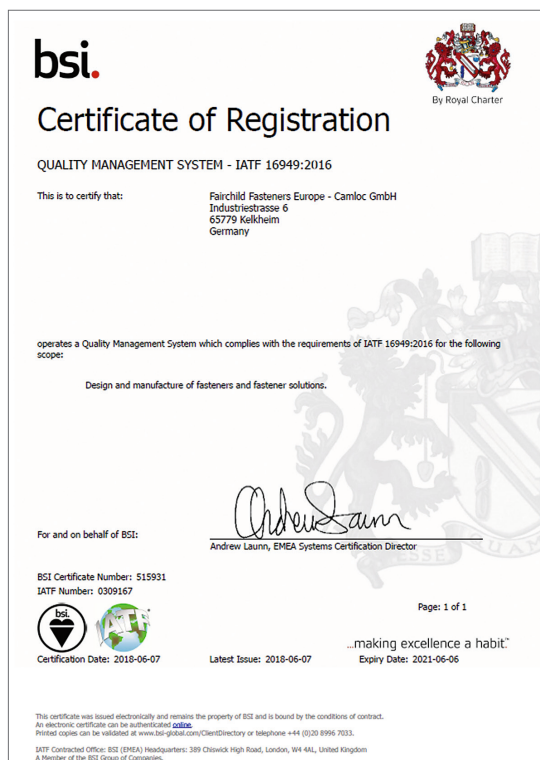 bsi.
By Royal Charter
Certificate of Registration
QUALITY MANAGEMENT SYSTEM - IATF 16949:2016
This is to certify that:
Fairchild Fasteners Europe - Camloc GmbH
Industriestrasse 6
65779 Kelkheim
Germany
operates a Quality Management System which complies with the requirements of IATF 16949:2016 for the following
scope:
Design and manufacture of fasteners and fastener solutions.
For and on behalf of BSI:
Andrew Launn, EMEA Systems Certification Director
BSI Certificate Number: 515931
IATF Number: 0309167
Page: 1 of 1
bsi.
IATF
...making excellence a habit.™
Certification Date: 2018-06-07
Latest Issue: 2018-06-07
Expiry Date: 2021-06-06
This certificate was issued electronically and remains the property of BSI and is bound by the conditions of contract.
An electronic certificate can be authenticated online.
Printed copies can be validated at www.bsi-global.com/ClientDirectory or telephone +44 (0)20 8996 7033.
IATF Contracted Office: BSI (EMEA) Headquarters: 389 Chiswick High Road, London, W4 4AL, United Kingdom
A Member of the BSI Group of Companies.